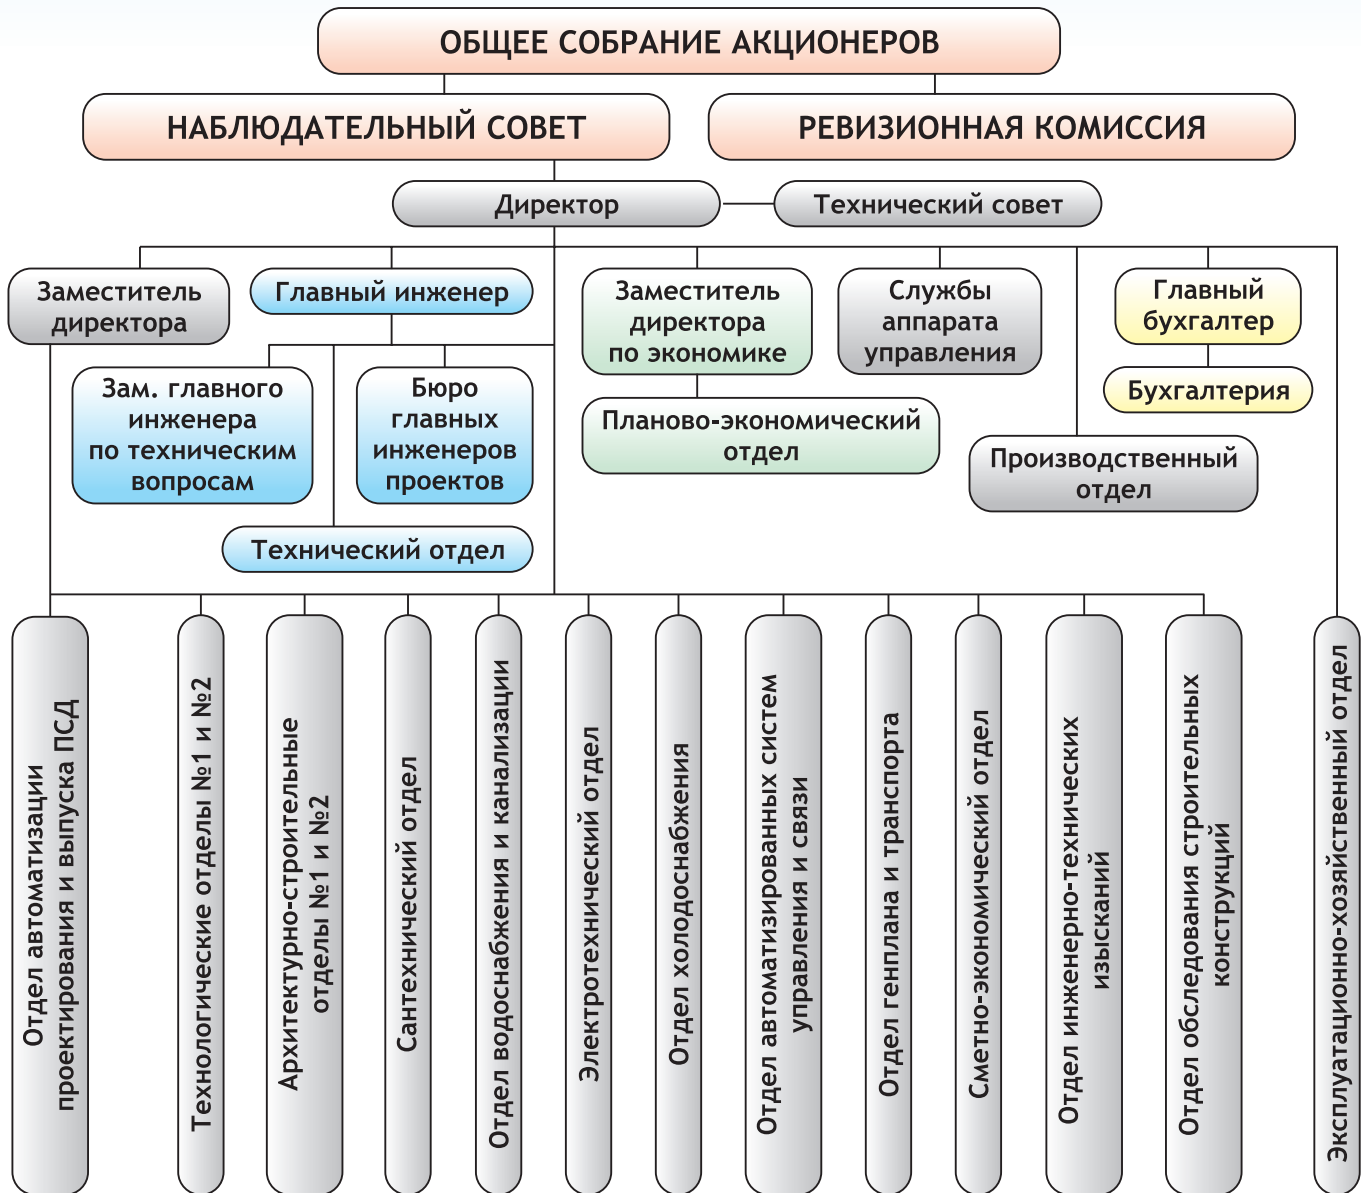 ОБЩЕЕ СОБРАНИЕ АКЦИОНЕРОВ
НАБЛЮДАТЕЛЬНЫЙ СОВЕТ
РЕВИЗИОННАЯ КОМИССИЯ
Директор
Технический совет
Заместитель
директора
Главный инженер
Заместитель
директора
по экономике
Службы
аппарата
управления
Главный
бухгалтер
Зам. главного
инженера
по техническим
вопросам
Бюро
главных
инженеров
проектов
Бухгалтерия
Планово-экономический
отдел
Производственный
отдел
Технический отдел
Отдел автоматизации
проектирования и выпуска ПСД
Технологические отделы №1 и №2
Архитектурно-строительные
отделы №1 и №2
Сантехнический отдел
Отдел водоснабжения и канализации
Электротехнический отдел
Отдел холодоснабжения
Отдел автоматизированных систем
управления и связи
Отдел генплана и транспорта
Сметно-экономический отдел
Отдел инженерно-технических
изысканий
Отдел обследования строительных
конструкций
Эксплуатационно-хозяйственный отдел